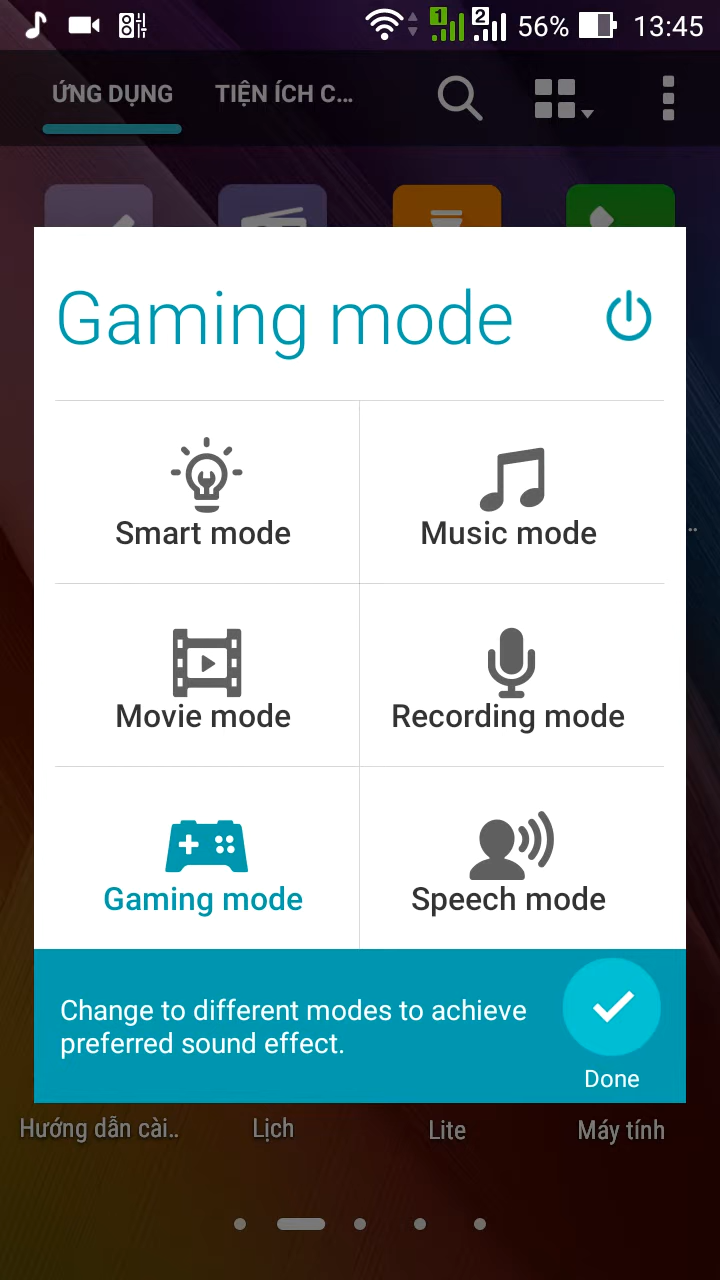 1
2
56%
13:45
ỨNG DỤNG
TIỆN ÍCH C...
Gaming mode
Smart mode
Music mode
Movie mode
Recording mode
Gaming mode
Speech mode
Change to different modes to achieve
preferred sound effect.
Done
Hướng dẫn cài..
Lịch
Lite
Máy tính